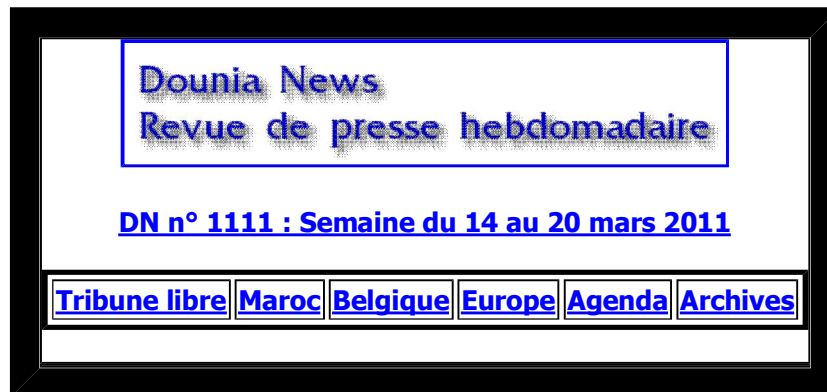 Dounia News
Revue de presse hebdomadaire
DN n° 1111 : Semaine du 14 au 20 mars 2011
Tribune libre Maroc Belgique Europe Agenda Archives